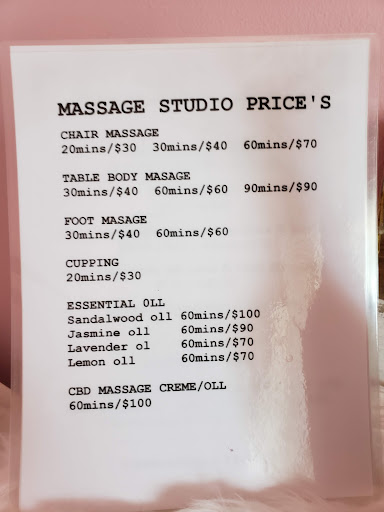 MASSAGE STUDIO PRICE'S
CHAIR MASSAGE
20mins/$30 30mins/$40 60mins/$70
TABLE BODY MASAGE
30mins/$40 60mins/$60 90mins/$90
FOOT MASAGE
30mins/$40 60mins/$60
CUPPING
20mins/$30
ESSENTIAL 0LL
Sandalwood oll 60mins/$100
Jasmine oll 60mins/$90
Lavender ol 60mins/$70
Lemon oll 60mins/$70
CBD MASSAGE CREME/OLL
60mins/$100